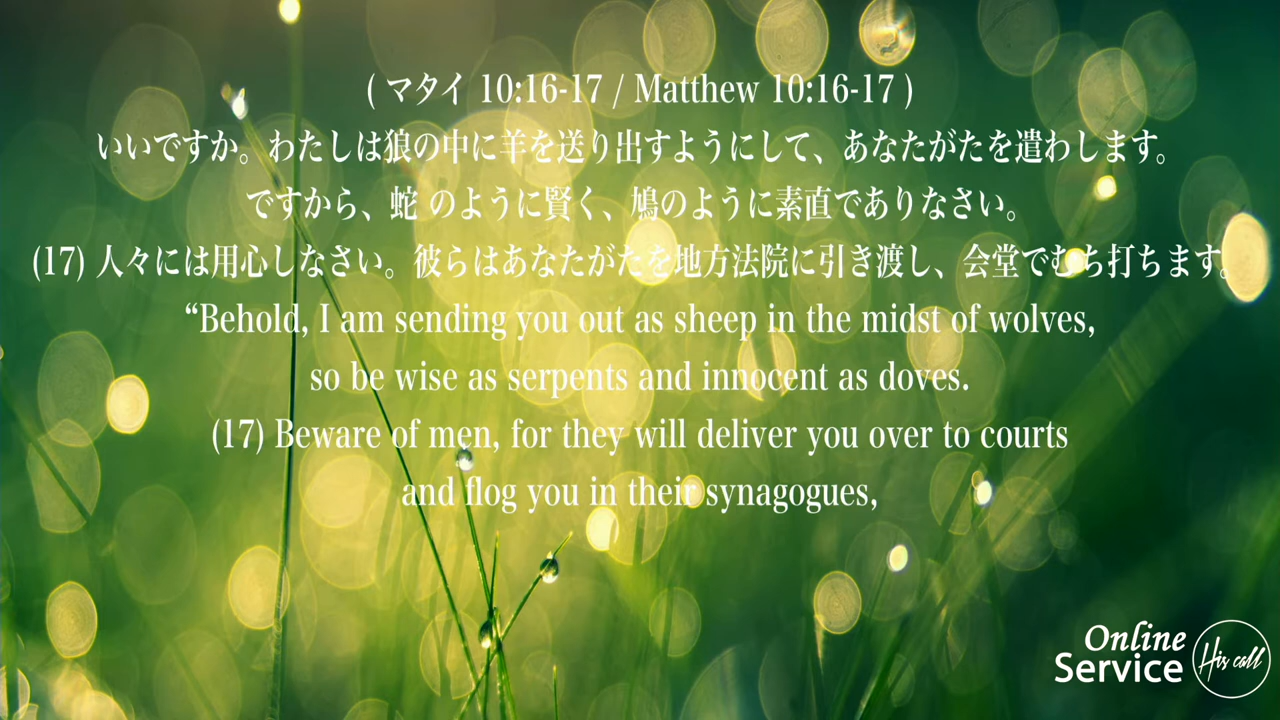 ( マタイ 10:16-17 / Matthew 10:16-17 )
いいですか。わたしは狼の中に羊を送り出すようにして、あなたがたを遣わします。
ですから、蛇 のように賢く、鳩のように素直でありなさい。
(17) 人々には用心しなさい。彼らはあなたがたを地方法院に引き渡し、会堂でむち打ちます。
“Behold, I am sending you out as sheep in the midst of wolves,
so be wise as serpents and innocent as doves.
(17) Beware of men, for they will deliver you over to courts
and flog you in their synagogues,
Online
Service
His call